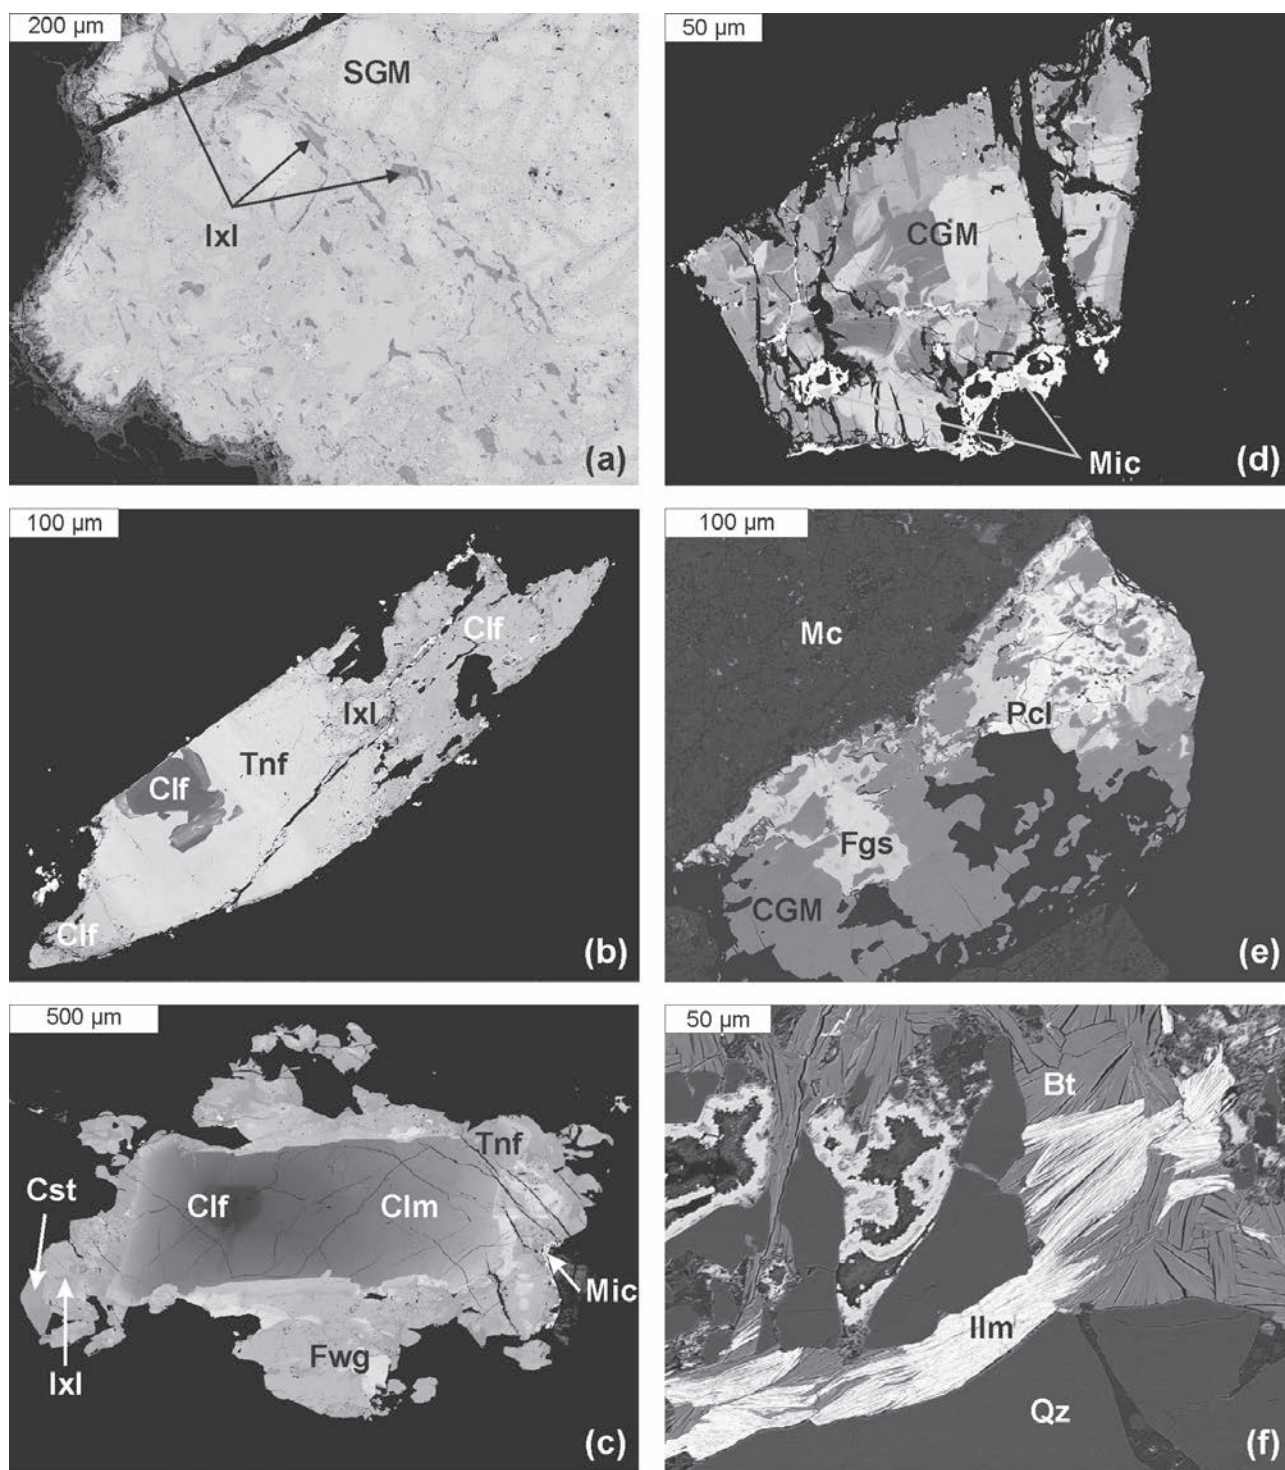 200 µm
SGM
Ixl
(a)
50 µm
CGM
Mic
(d)
100 µm
Clf
Ixl
Tnf
Clf
Clf
(b)
100 µm
Mc
Pcl
Fgs
CGM
(e)
500 µm
Tnf
Cst
Clf
Clm
Mic
Ixl
Fwg
(c)
50 µm
Bt
Ilm
Qz
(f)